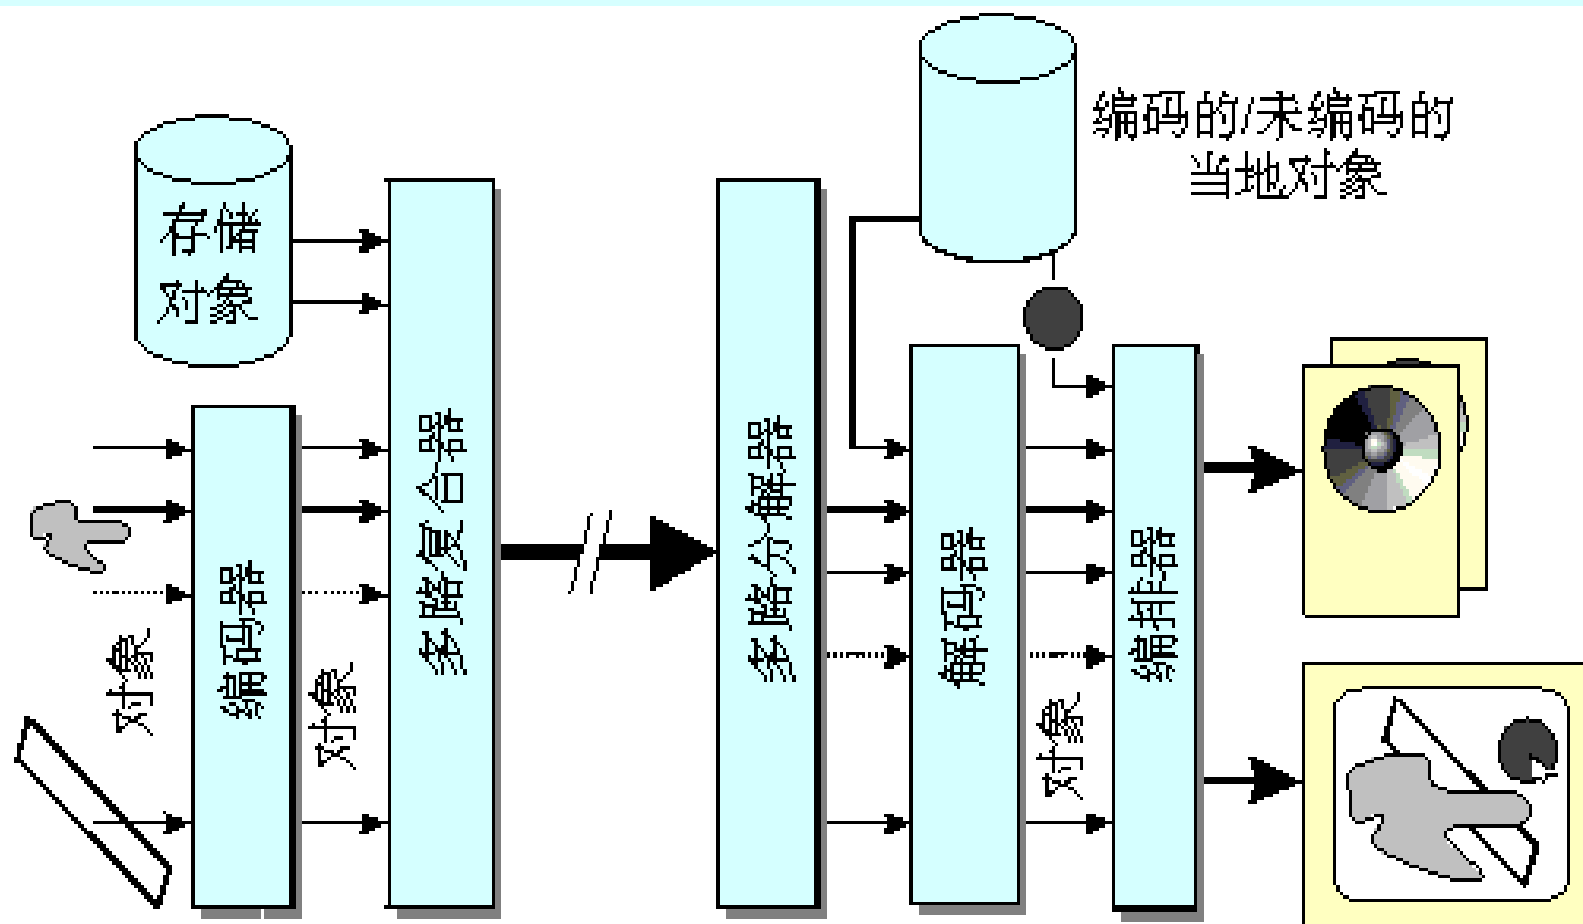 编码的/未编码的
当地对象
存储
对象
对象
编码器
对象
多路复合器
多路分解器
解码器
对象
编排器